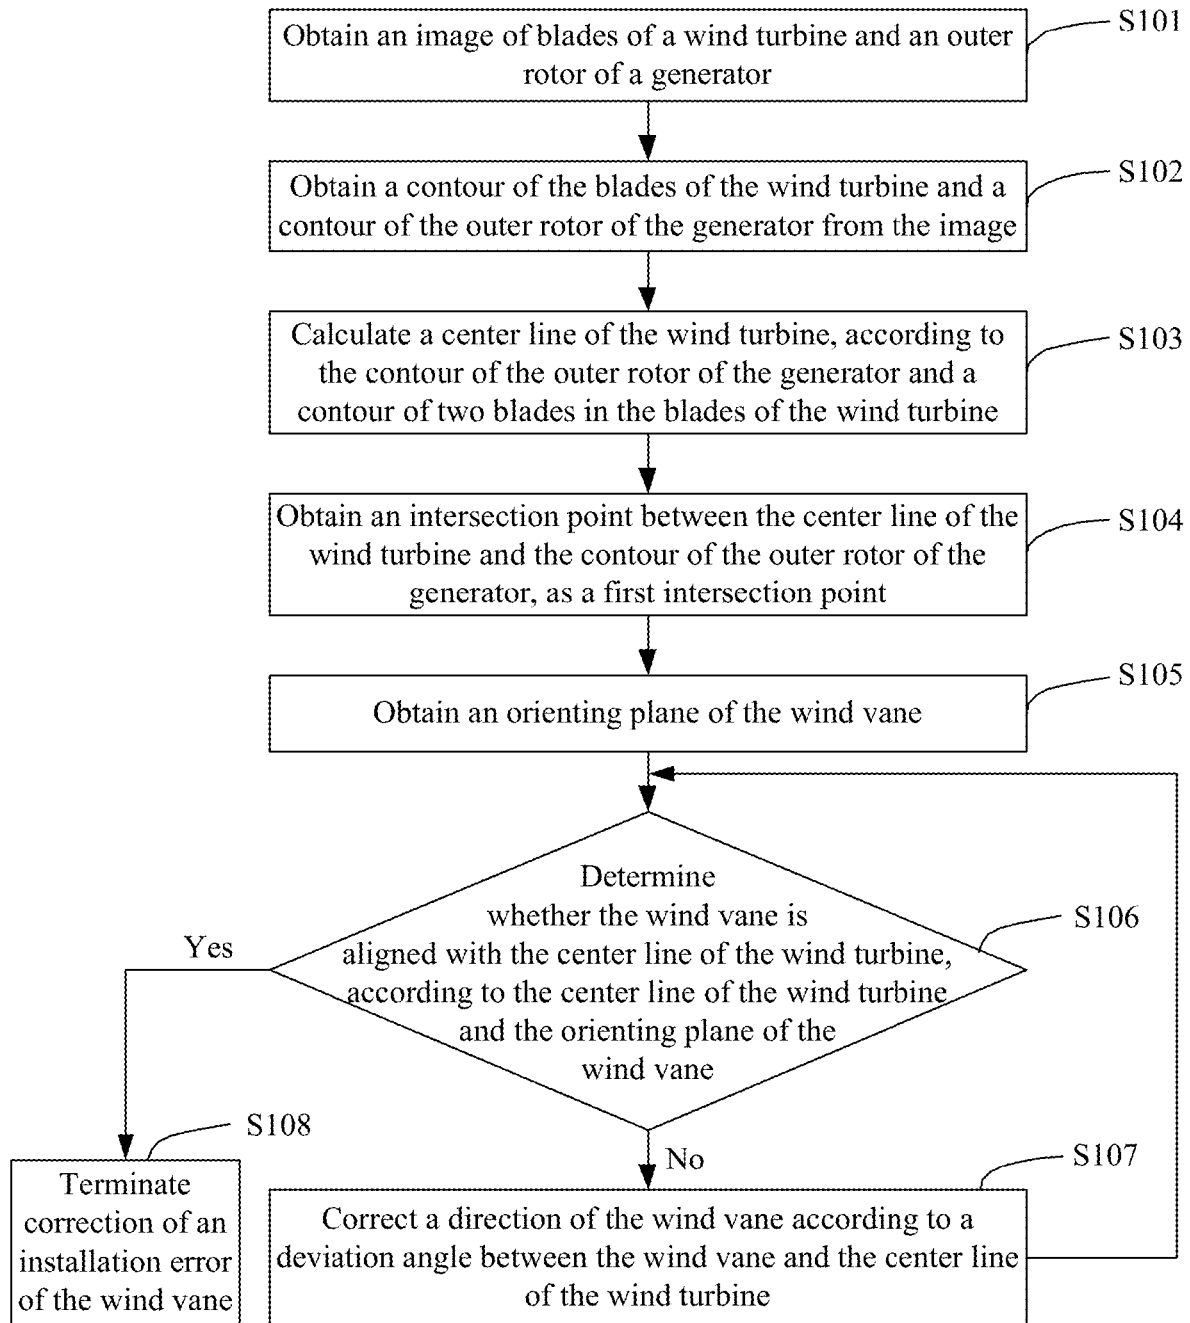 Obtain an image of blades of a wind turbine and an outer
rotor of a generator
S101
Obtain a contour of the blades of the wind turbine and a
contour of the outer rotor of the generator from the image
S102
Calculate a center line of the wind turbine, according to
the contour of the outer rotor of the generator and a
contour of two blades in the blades of the wind turbine
S103
Obtain an intersection point between the center line of the
wind turbine and the contour of the outer rotor of the
generator, as a first intersection point
S104
Obtain an orienting plane of the wind vane
S105
Determine
whether the wind vane is
aligned with the center line of the wind turbine,
according to the center line of the wind turbine
and the orienting plane of the
wind vane
S106
Yes
No
S108
Terminate
correction of an
installation error
of the wind vane
S107
Correct a direction of the wind vane according to a
deviation angle between the wind vane and the center line
of the wind turbine